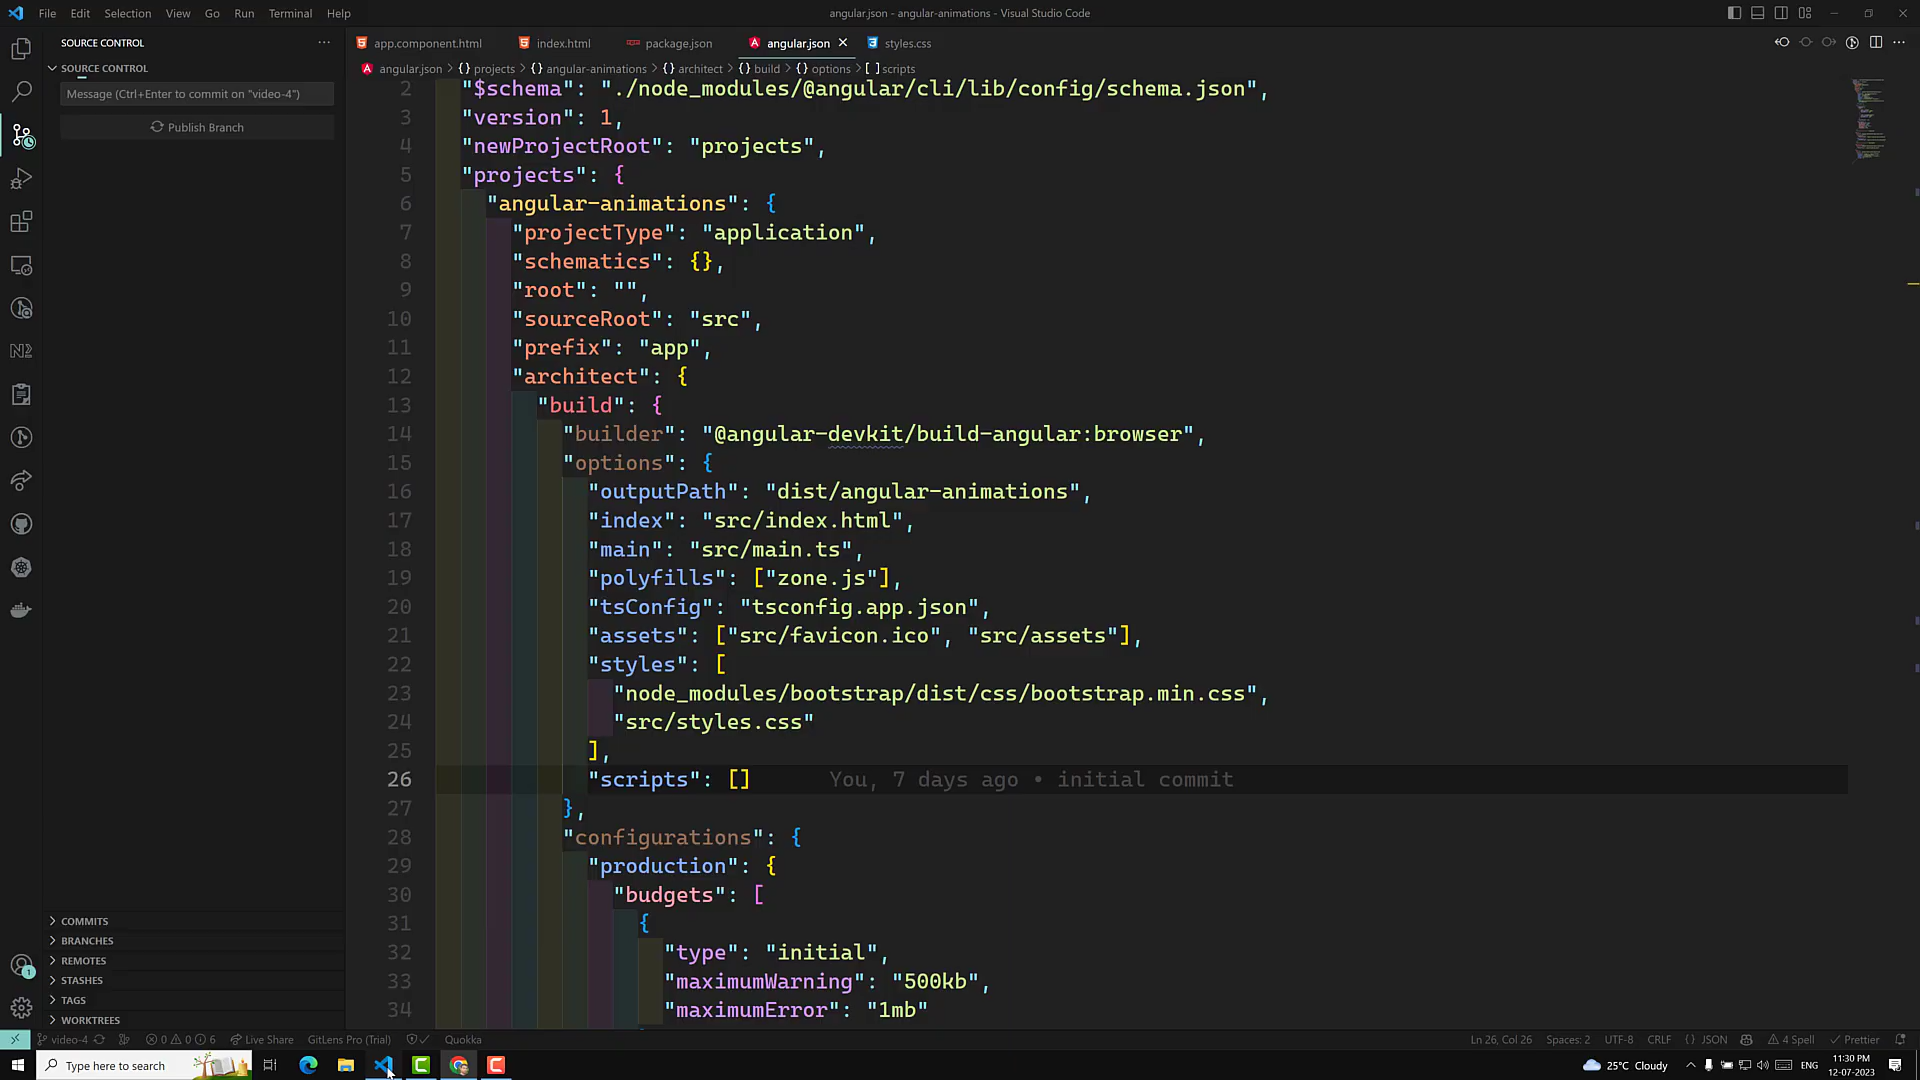 File Edit Selection View Go Run Terminal Help
angular.json - angular-animations - Visual Studio Code
SOURCE CONTROL
SOURCE CONTROL
Message (Ctrl+Enter to commit on "video-4")
Publish Branch
app.component.html index.html package.json angular.json styles.css
angular.json {} projects {} angular-animations {} architect {} build {} options [ ] scripts
2 "$schema": "./node_modules/@angular/cli/lib/config/schema.json",
3 "version": 1,
4 "newProjectRoot": "projects",
5 "projects": {
6 "angular-animations": {
7 "projectType": "application",
8 "schematics": {},
9 "root": "",
10 "sourceRoot": "src",
11 "prefix": "app",
12 "architect": {
13 "build": {
14 "builder": "@angular-devkit/build-angular:browser",
15 "options": {
16 "outputPath": "dist/angular-animations",
17 "index": "src/index.html",
18 "main": "src/main.ts",
19 "polyfills": ["zone.js"],
20 "tsConfig": "tsconfig.app.json",
21 "assets": ["src/favicon.ico", "src/assets"],
22 "styles": [
23 "node_modules/bootstrap/dist/css/bootstrap.min.css",
24 "src/styles.css"
25 ],
26 "scripts": [] You, 7 days ago • initial commit
27 },
28 "configurations": {
29 "production": {
30 "budgets": [
31 {
32 "type": "initial",
33 "maximumWarning": "500kb",
34 "maximumError": "1mb"
COMMITS
BRANCHES
REMOTES
STASHES
TAGS
WORKTREES
1
N2
video-4 0 0 6 Live Share GitLens Pro (Trial) Quokka
Ln 26, Col 26 Spaces: 2 UTF-8 CRLF {} JSON 4 Spell Prettier
Type here to search
25°C Cloudy ENG
11:30 PM
12-07-2023